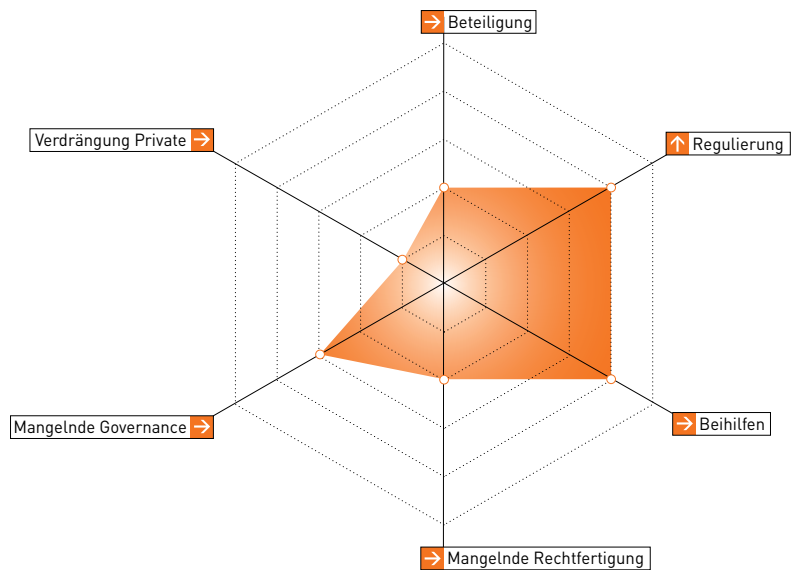 Beteiligung
Verdrängung Private
Regulierung
Mangelnde Governance
Beihilfen
Mangelnde Rechtfertigung